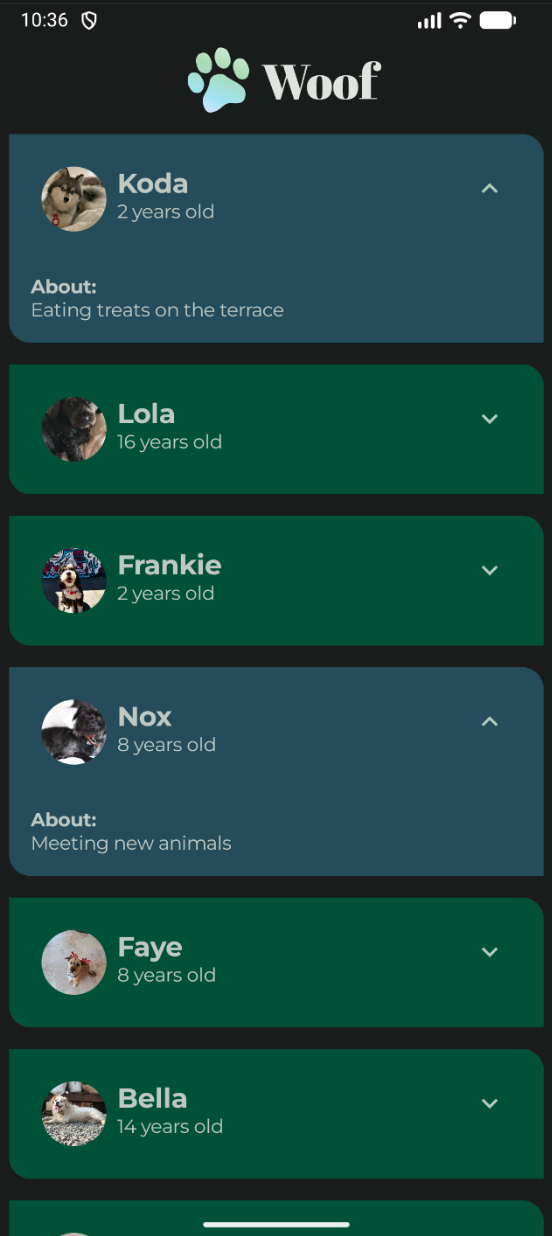 10:36
Woof
Koda
2 years old
About:
Eating treats on the terrace
Lola
16 years old
Frankie
2 years old
Nox
8 years old
About:
Meeting new animals
Faye
8 years old
Bella
14 years old